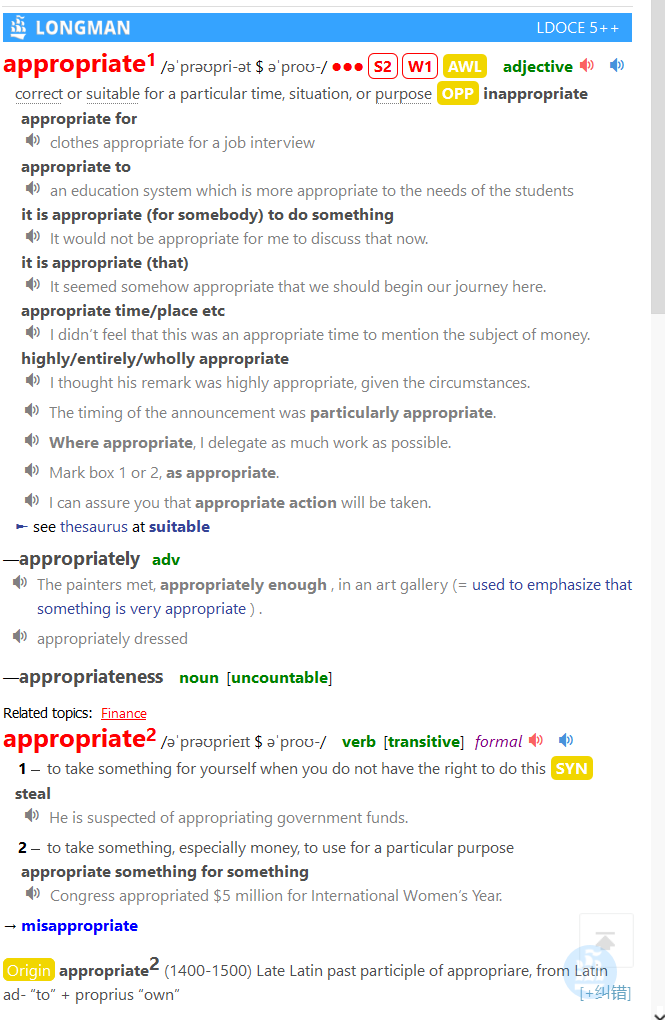 LONGMAN LDOCE 5++
appropriate1 /əˈprəʊpri-ət $ əˈproʊ-/ ●●● S2 W1 AWL adjective
correct or suitable for a particular time, situation, or purpose OPP inappropriate
appropriate for
clothes appropriate for a job interview
appropriate to
an education system which is more appropriate to the needs of the students
it is appropriate (for somebody) to do something
It would not be appropriate for me to discuss that now.
it is appropriate (that)
It seemed somehow appropriate that we should begin our journey here.
appropriate time/place etc
I didn’t feel that this was an appropriate time to mention the subject of money.
highly/entirely/wholly appropriate
I thought his remark was highly appropriate, given the circumstances.
The timing of the announcement was particularly appropriate.
Where appropriate, I delegate as much work as possible.
Mark box 1 or 2, as appropriate.
I can assure you that appropriate action will be taken.
➳ see thesaurus at suitable
—appropriately adv
The painters met, appropriately enough , in an art gallery (= used to emphasize that
something is very appropriate ) .
appropriately dressed
—appropriateness noun [uncountable]
Related topics: Finance
appropriate2 /əˈprəʊprieɪt $ əˈproʊ-/ verb [transitive] formal
1 – to take something for yourself when you do not have the right to do this SYN
steal
He is suspected of appropriating government funds.
2 – to take something, especially money, to use for a particular purpose
appropriate something for something
Congress appropriated $5 million for International Women’s Year.
→ misappropriate
Origin appropriate2 (1400-1500) Late Latin past participle of appropriare, from Latin
ad- “to” + proprius “own”
[+纠错]